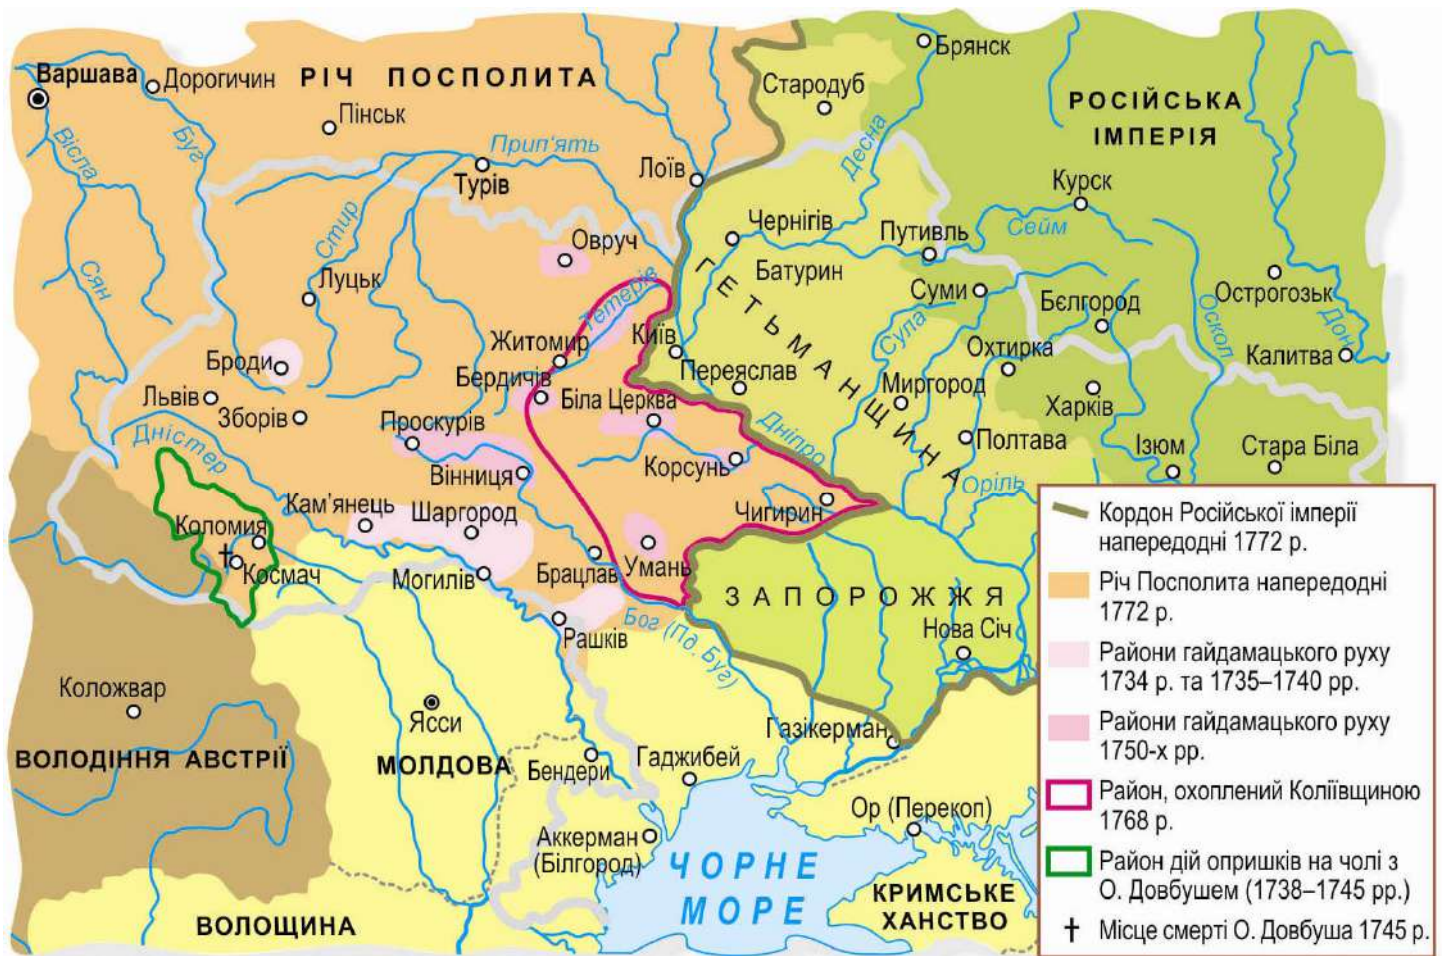 Варшава
Дорогичин
РІЧ ПОСПОЛИТА
Брянск
Стародуб
РОСІЙСЬКА
ІМПЕРІЯ
Пінськ
Вісла
Буг
Прип'ять
Турів
Лоїв
Десна
Курск
Сейм
Чернігів
Путивль
Овруч
Батурин
Стир
Луцьк
Сян
Тетерів
ГЕТЬМАНЩИНА
Суми
Бєлгород
Острогозьк
Оскол
Дон
Житомир
Київ
Сула
Охтирка
Калитва
Броди
Бердичів
Переяслав
Миргород
Харків
Львів
Зборів
Біла Церква
Проскурів
Дністер
Дніпро
Полтава
Ізюм
Стара Біла
Вінниця
Корсунь
Оріль
Кам'янець
Шаргород
Чигирин
Коломия
Космач
Могилів
Брацлав
Умань
ЗАПОРОЖЖЯ
Нова Січ
Рашків
Бог (Пд. Буг)
Коложвар
Ясси
Газікерман
ВОЛОДІННЯ АВСТРІЇ
МОЛДОВА
Бендери
Гаджибей
Ор (Перекоп)
Аккерман
(Білгород)
ЧОРНЕ
МОРЕ
КРИМСЬКЕ
ХАНСТВО
ВОЛОЩИНА
Кордон Російської імперії
напередодні 1772 р.
Річ Посполита напередодні
1772 р.
Райони гайдамацького руху
1734 р. та 1735–1740 рр.
Райони гайдамацького руху
1750-х рр.
Район, охоплений Коліївщиною
1768 р.
Район дій опришків на чолі з
О. Довбушем (1738–1745 рр.)
Місце смерті О. Довбуша 1745 р.